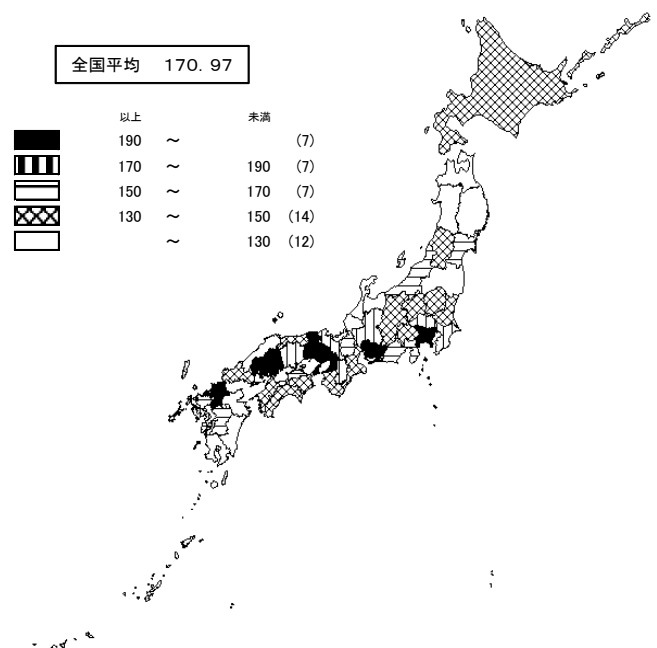 全国平均 170.97
以上 未満
190 ～ (7)
170 ～ 190 (7)
150 ～ 170 (7)
130 ～ 150 (14)
～ 130 (12)